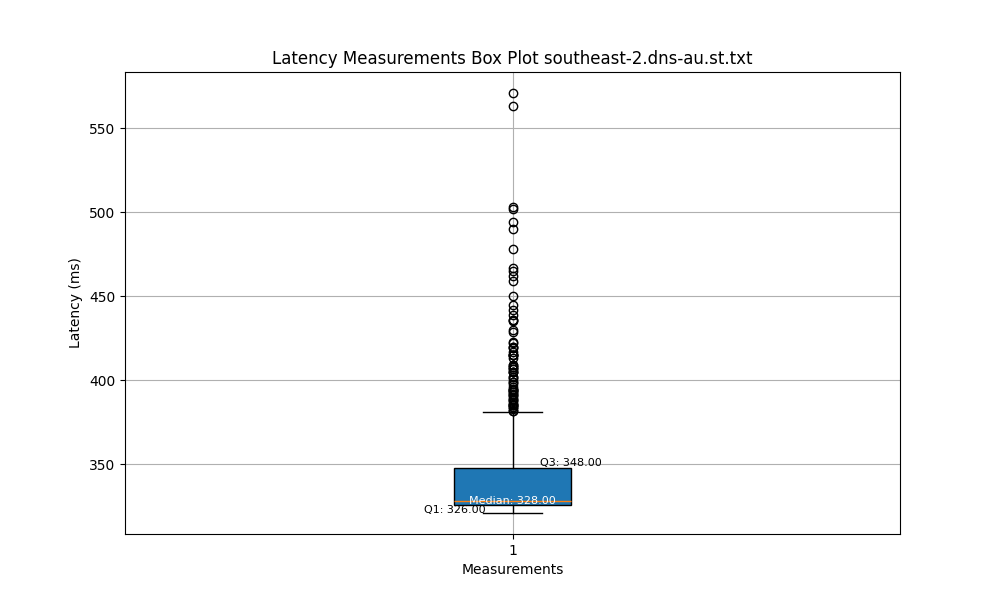 Latency Measurements Box Plot southeast-2.dns-au.st.txt
550
500
450
400
350
Latency (ms)
Q3: 348.00
Median: 328.00
Q1: 326.00
1
Measurements